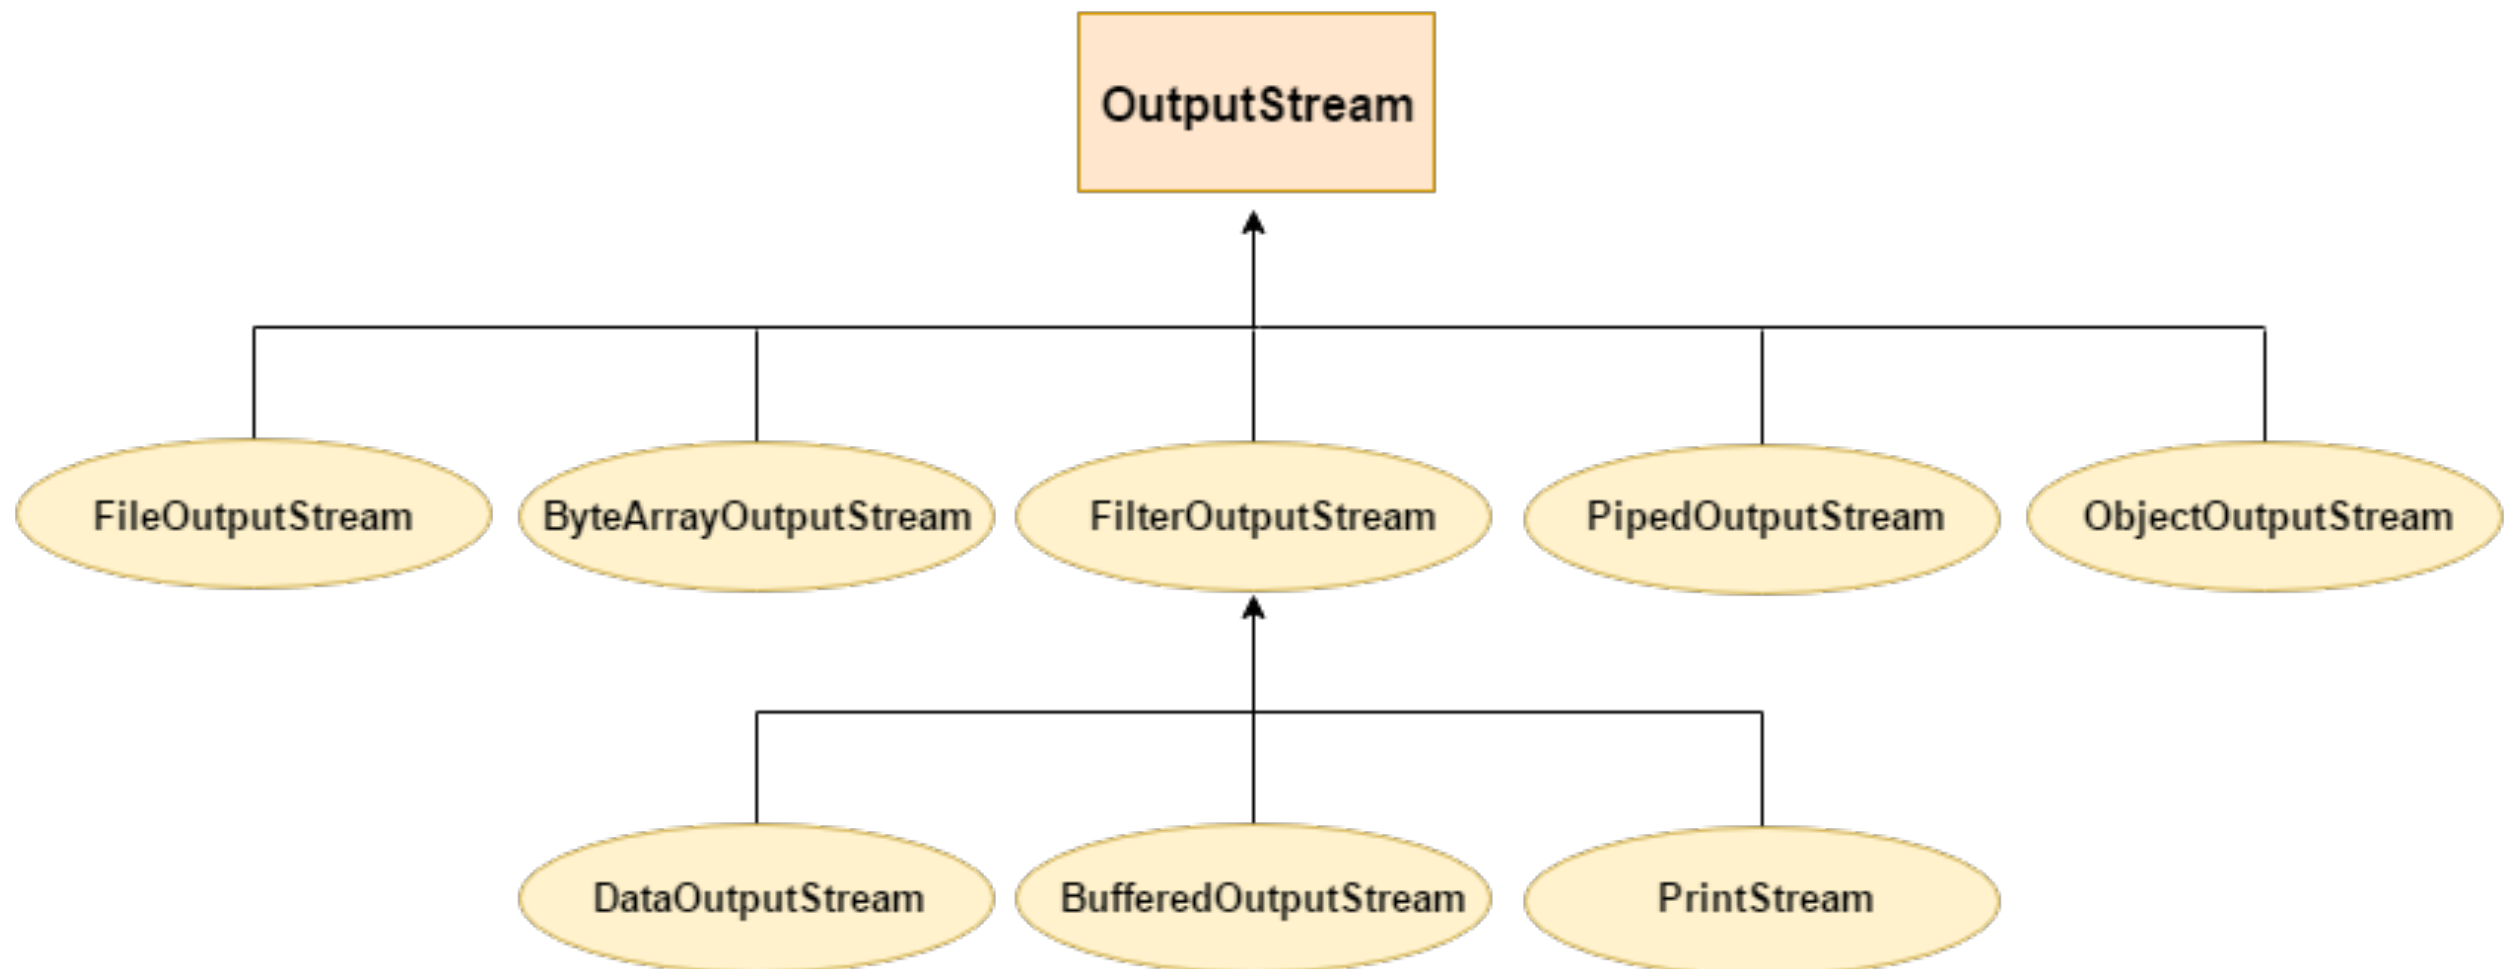 OutputStream
FileOutputStream
ByteArrayOutputStream
FilterOutputStream
PipedOutputStream
ObjectOutputStream
DataOutputStream
BufferedOutputStream
PrintStream